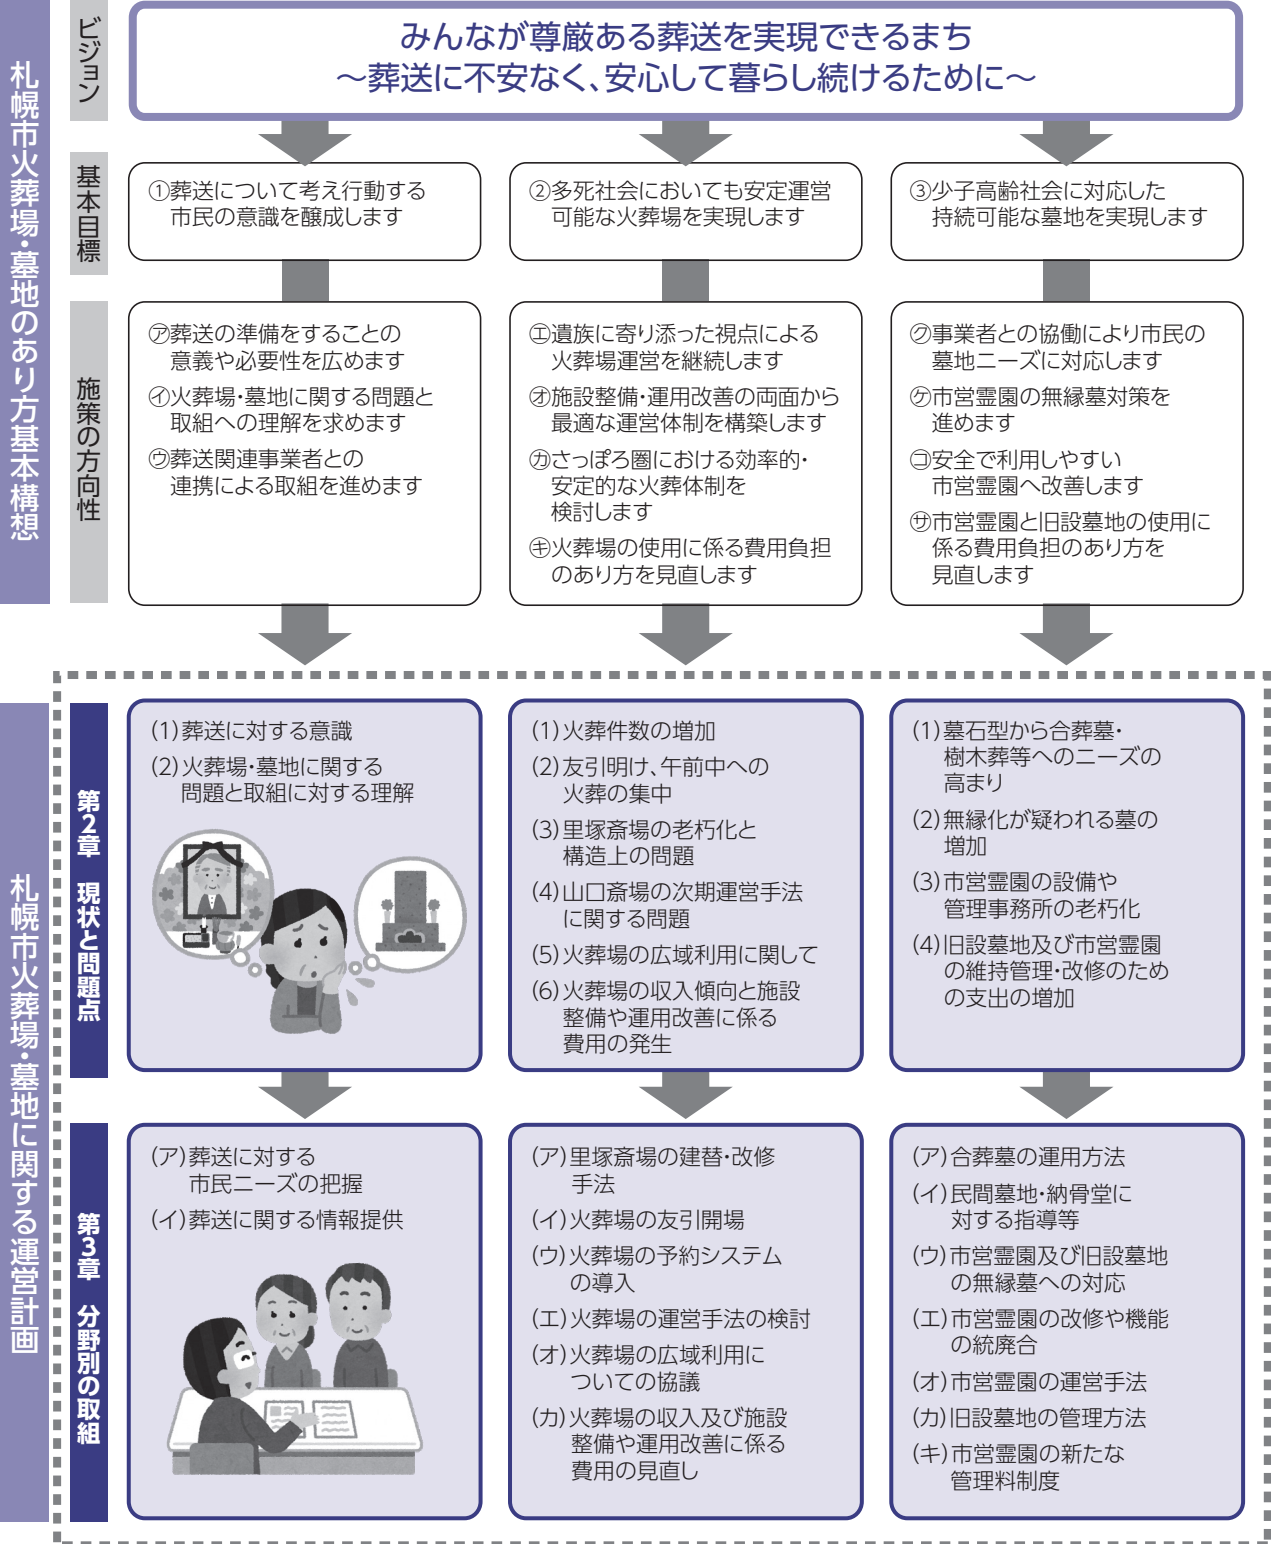 札幌市火葬場・墓地のあり方基本構想
ビジョン
みんなが尊厳ある葬送を実現できるまち
～葬送に不安なく、安心して暮らし続けるために～
基本目標
①葬送について考え行動する
市民の意識を醸成します
②多死社会においても安定運営
可能な火葬場を実現します
③少子高齢社会に対応した
持続可能な墓地を実現します
施策の方向性
㋐葬送の準備をすることの
意義や必要性を広めます
㋑火葬場・墓地に関する問題と
取組への理解を求めます
㋒葬送関連事業者との
連携による取組を進めます
㋓遺族に寄り添った視点による
火葬場運営を継続します
㋔施設整備・運用改善の両面から
最適な運営体制を構築します
㋕さっぽろ圏における効率的・
安定的な火葬体制を
検討します
㋖火葬場の使用に係る費用負担
のあり方を見直します
㋗事業者との協働により市民の
墓地ニーズに対応します
㋘市営霊園の無縁墓対策を
進めます
㋙安全で利用しやすい
市営霊園へ改善します
㋚市営霊園と旧設墓地の使用に
係る費用負担のあり方を
見直します
札幌市火葬場・墓地に関する運営計画
第2章 現状と問題点
(1)葬送に対する意識
(2)火葬場・墓地に関する
問題と取組に対する理解
(1)火葬件数の増加
(2)友引明け、午前中への
火葬の集中
(3)里塚斎場の老朽化と
構造上の問題
(4)山口斎場の次期運営手法
に関する問題
(5)火葬場の広域利用に関して
(6)火葬場の収入傾向と施設
整備や運用改善に係る
費用の発生
(1)墓石型から合葬墓・
樹木葬等へのニーズの
高まり
(2)無縁化が疑われる墓の
増加
(3)市営霊園の設備や
管理事務所の老朽化
(4)旧設墓地及び市営霊園
の維持管理・改修のため
の支出の増加
第3章 分野別の取組
(ア)葬送に対する
市民ニーズの把握
(イ)葬送に関する情報提供
(ア)里塚斎場の建替・改修
手法
(イ)火葬場の友引開場
(ウ)火葬場の予約システム
の導入
(エ)火葬場の運営手法の検討
(オ)火葬場の広域利用に
ついての協議
(カ)火葬場の収入及び施設
整備や運用改善に係る
費用の見直し
(ア)合葬墓の運用方法
(イ)民間墓地・納骨堂に
対する指導等
(ウ)市営霊園及び旧設墓地
の無縁墓への対応
(エ)市営霊園の改修や機能
の統廃合
(オ)市営霊園の運営手法
(カ)旧設墓地の管理方法
(キ)市営霊園の新たな
管理料制度